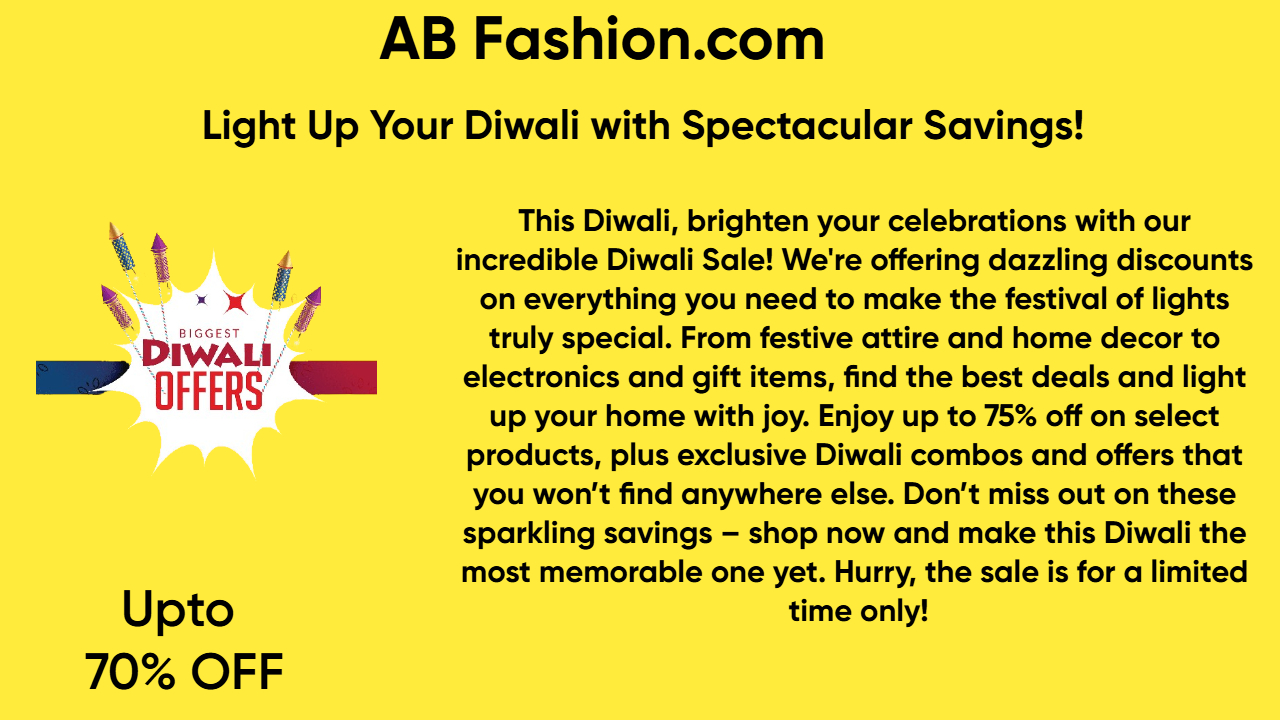 AB Fashion.com
Light Up Your Diwali with Spectacular Savings!
BIGGEST
DIWALI
OFFERS
Upto
70% OFF
This Diwali, brighten your celebrations with our
incredible Diwali Sale! We're offering dazzling discounts
on everything you need to make the festival of lights
truly special. From festive attire and home decor to
electronics and gift items, find the best deals and light
up your home with joy. Enjoy up to 75% off on select
products, plus exclusive Diwali combos and offers that
you won’t find anywhere else. Don’t miss out on these
sparkling savings – shop now and make this Diwali the
most memorable one yet. Hurry, the sale is for a limited
time only!